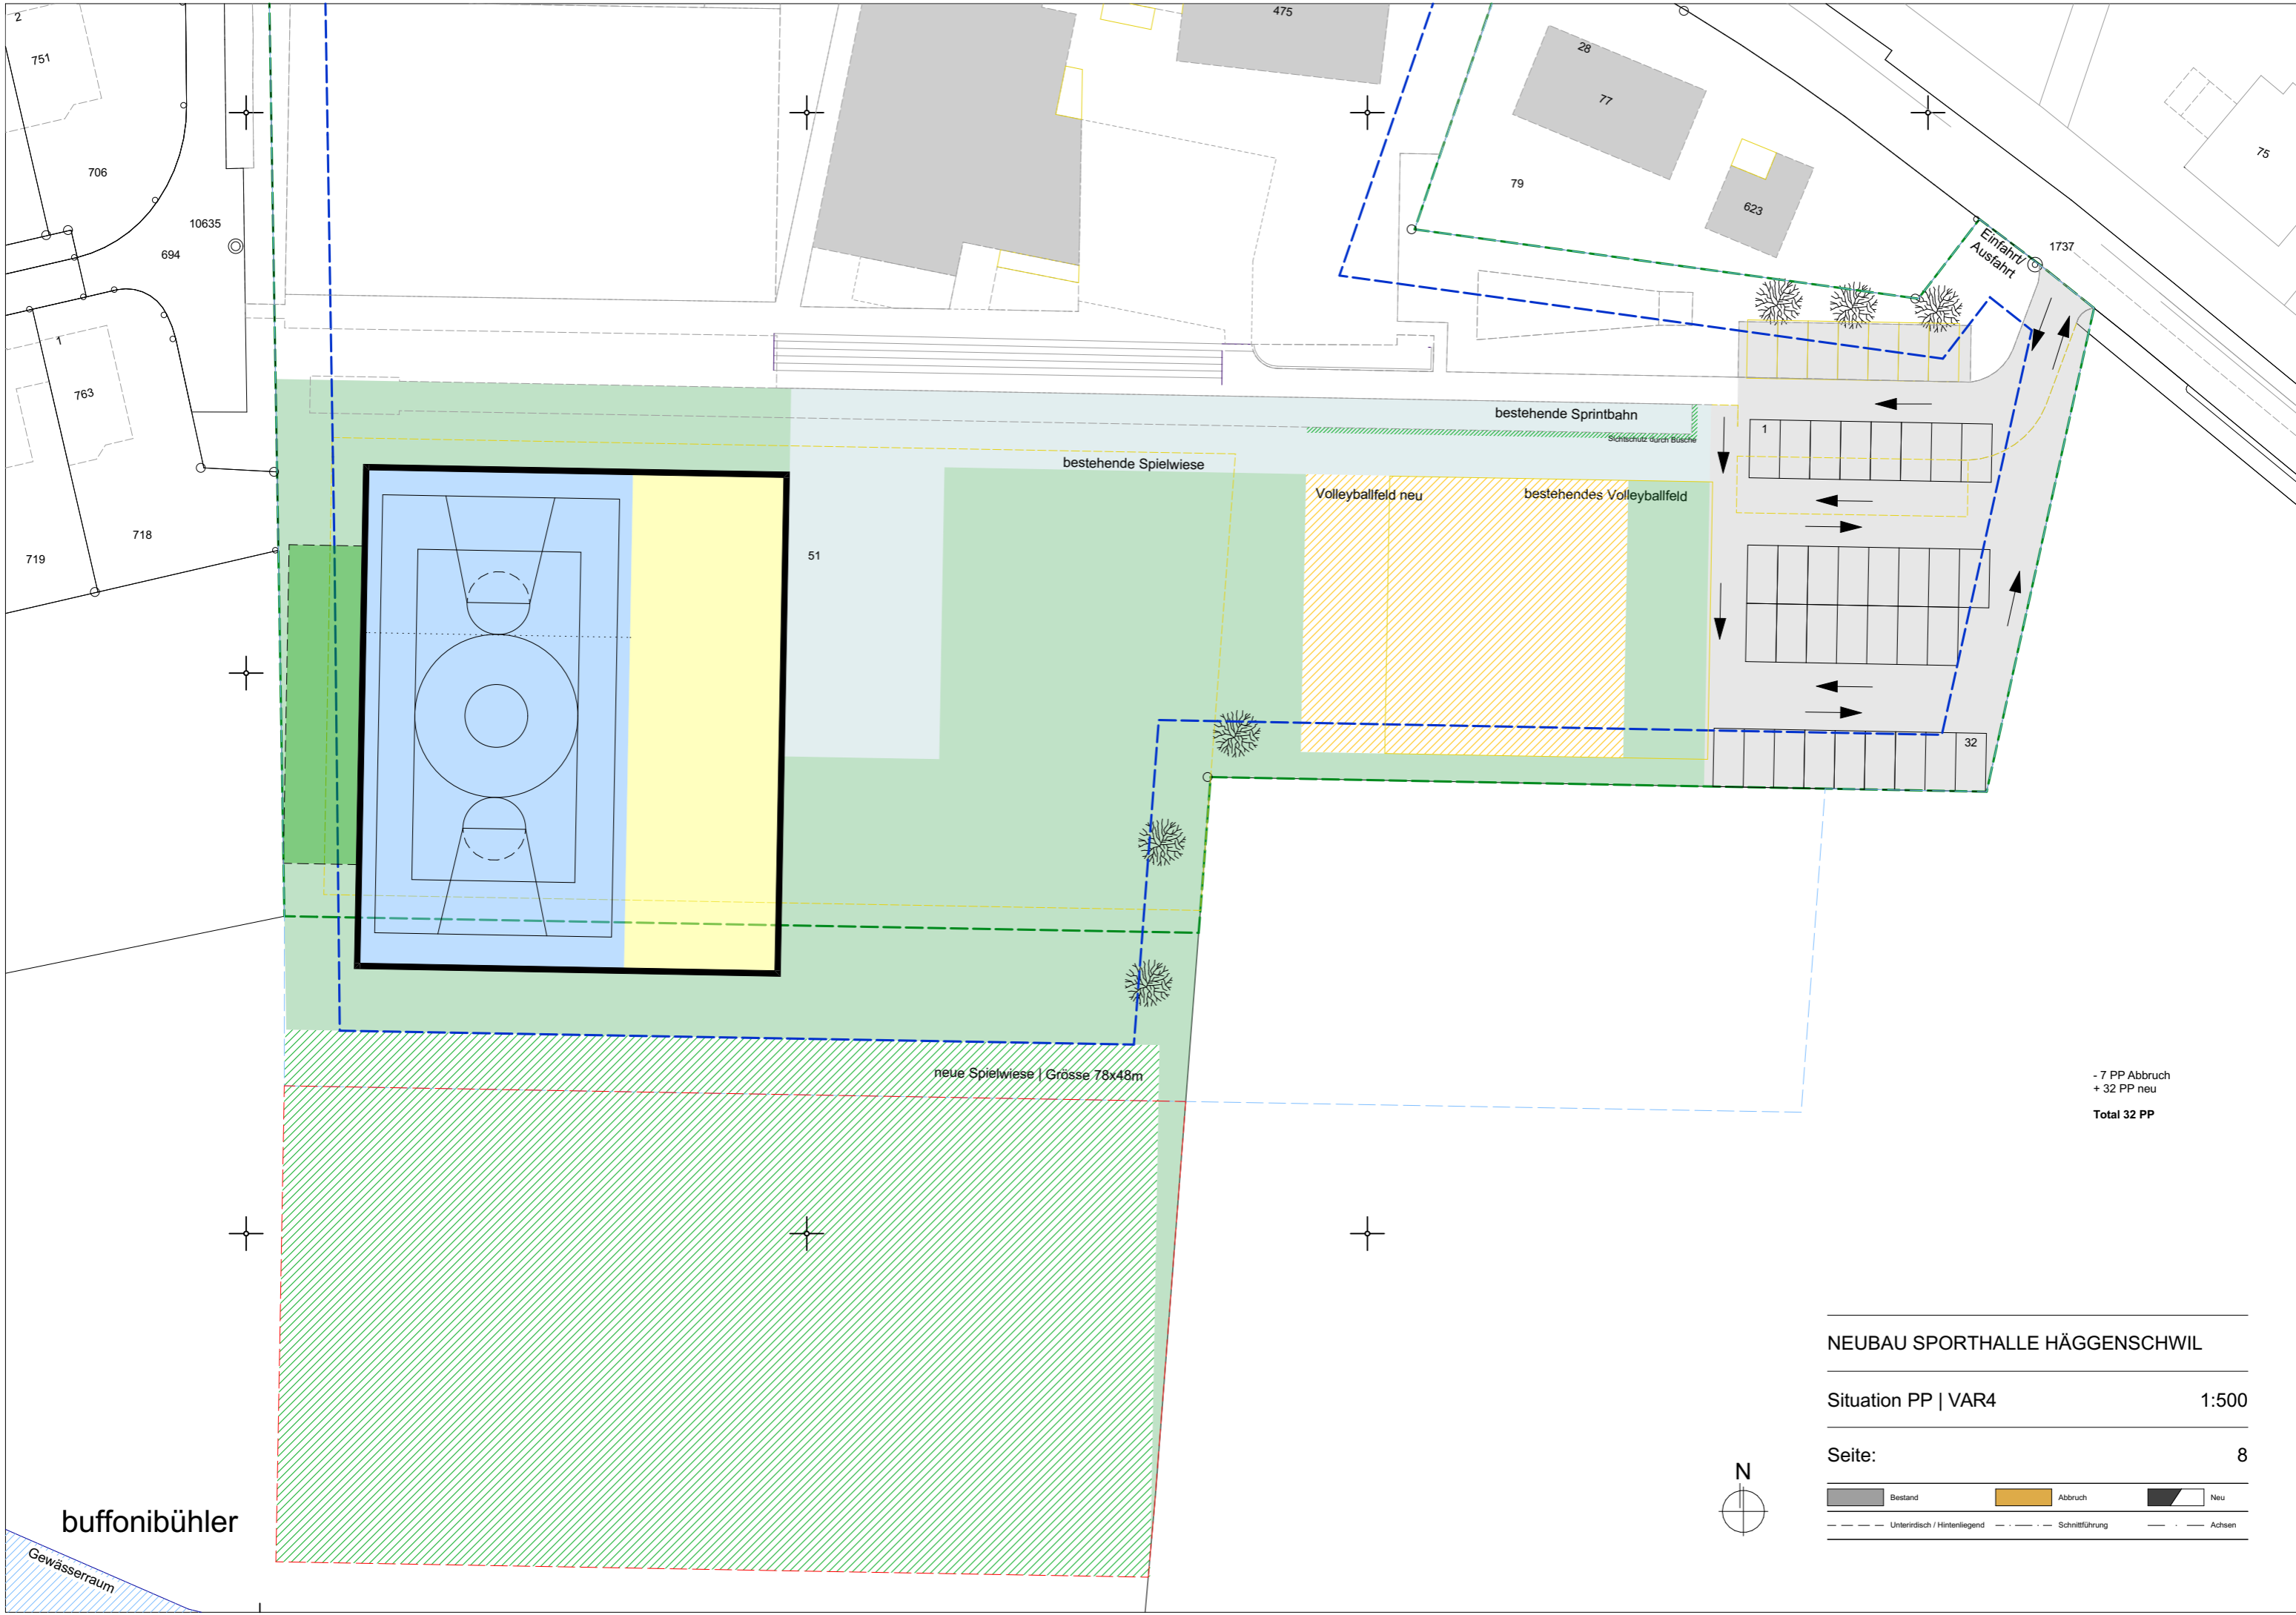 2
751
706
10635
694
1
763
718
719
475
28
77
79
623
75
Einfahrt/
Ausfahrt
1737
bestehende Sprintbahn
Sichtschutz durch Büsche
bestehende Spielwiese
Volleyballfeld neu
bestehendes Volleyballfeld
51
1
32
neue Spielwiese | Grösse 78x48m
- 7 PP Abbruch
+ 32 PP neu
Total 32 PP
NEUBAU SPORTHALLE HÄGGENSCHWIL
Situation PP | VAR4 1:500
Seite: 8
N
Bestand Abbruch Neu
Unterirdisch / Hintenliegend Schnittführung Achsen
buffonibühler
Gewässerraum